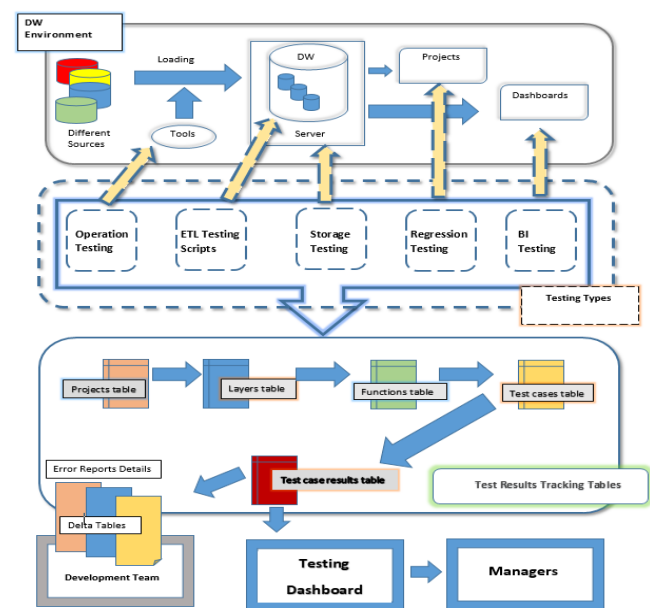 DW
Environment
Loading
DW
Projects
Dashboards
Different
Sources
Tools
Server
Operation
Testing
ETL Testing
Scripts
Storage
Testing
Regression
Testing
BI
Testing
Testing Types
Projects table
Layers table
Functions table
Test cases table
Error Reports Details
Test case results table
Test Results Tracking Tables
Delta Tables
Development Team
Testing
Dashboard
Managers